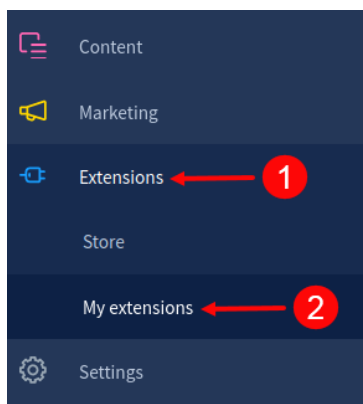 Content
Marketing
Extensions 1
Store
My extensions 2
Settings